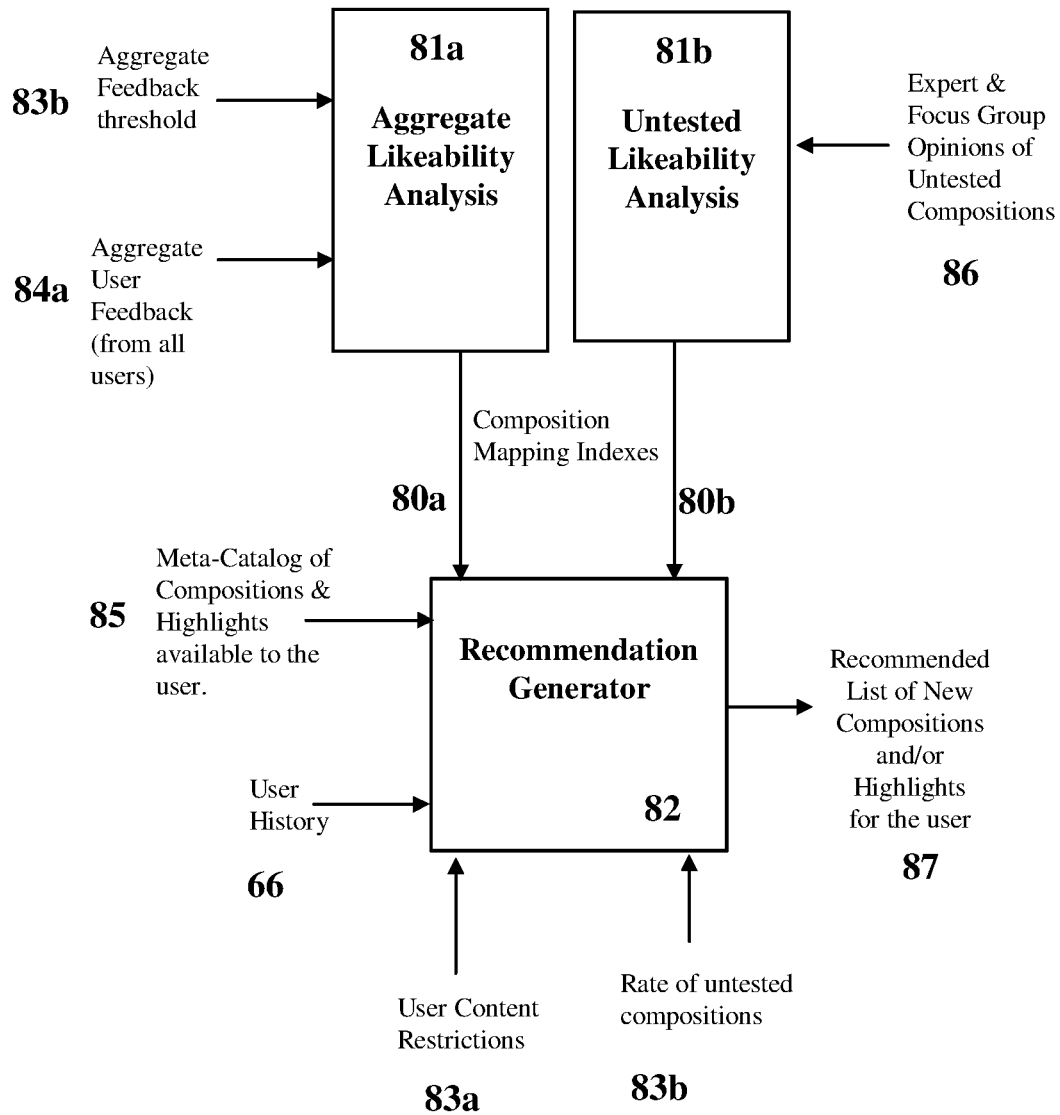 81a
Aggregate
Likeability
Analysis
81b
Untested
Likeability
Analysis
83b
Aggregate
Feedback
threshold
84a
Aggregate
User
Feedback
(from all
users)
Expert &
Focus Group
Opinions of
Untested
Compositions
86
Composition
Mapping Indexes
80a
80b
85
Meta-Catalog of
Compositions &
Highlights
available to the
user.
Recommendation
Generator
82
User
History
66
Recommended
List of New
Compositions
and/or
Highlights
for the user
87
User Content
Restrictions
83a
Rate of untested
compositions
83b